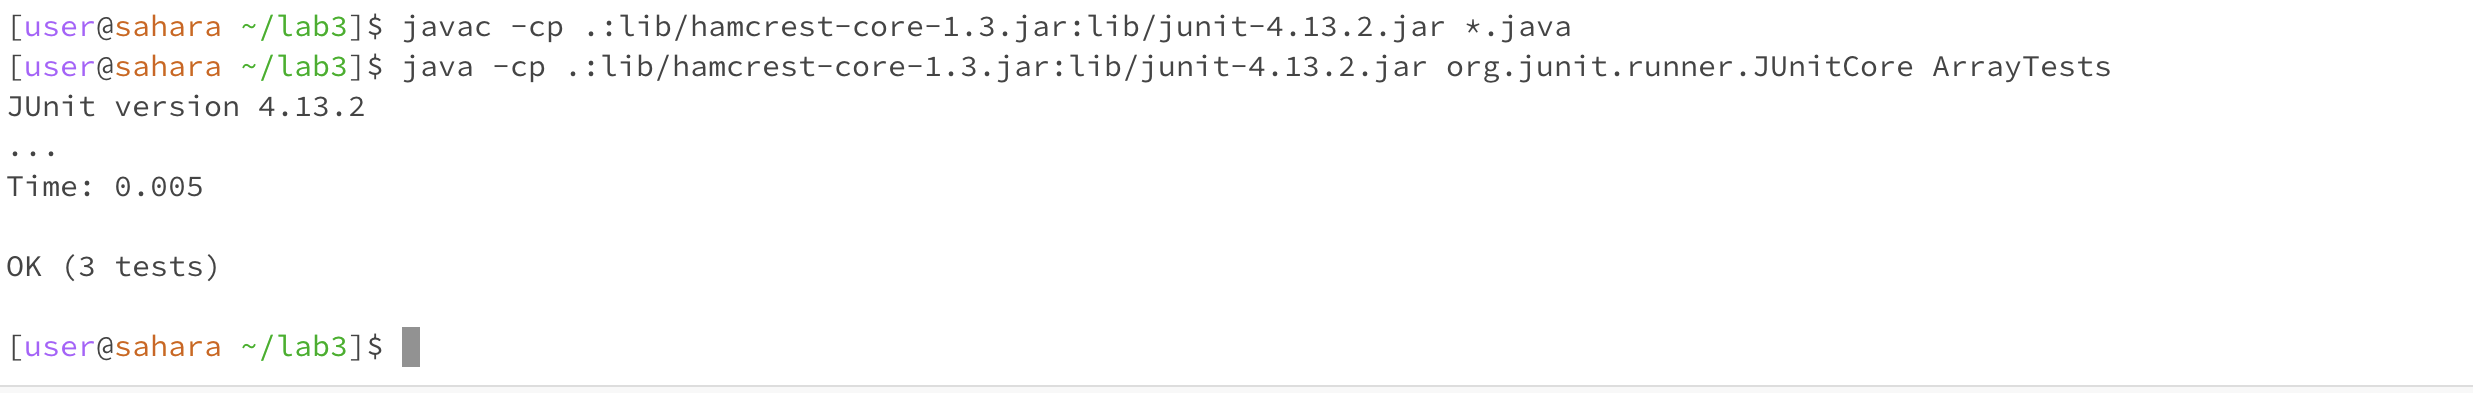 [user@sahara ~/lab3]$ javac -cp .:lib/hamcrest-core-1.3.jar:lib/junit-4.13.2.jar *.java
[user@sahara ~/lab3]$ java -cp .:lib/hamcrest-core-1.3.jar:lib/junit-4.13.2.jar org.junit.runner.JUnitCore ArrayTests
JUnit version 4.13.2
...
Time: 0.005
OK (3 tests)
[user@sahara ~/lab3]$